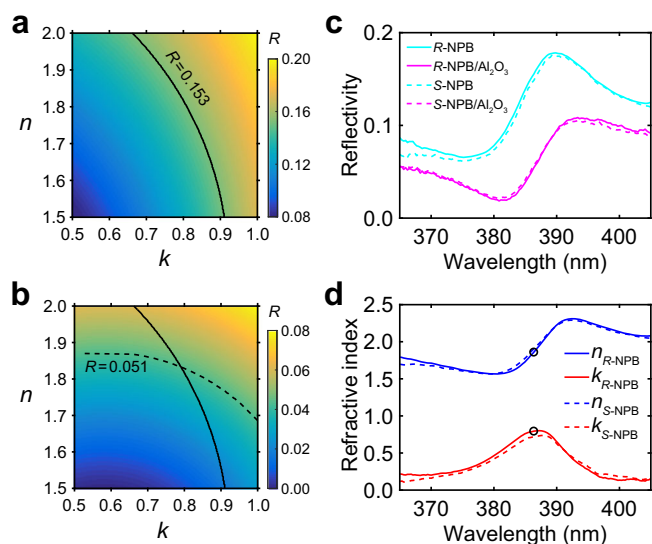 a
R
2.0
1.9
1.8
1.7
1.6
1.5
n
R=0.153
0.20
0.16
0.12
0.08
0.5 0.6 0.7 0.8 0.9 1.0
k
b
R
2.0
1.9
1.8
1.7
1.6
1.5
n
R=0.051
0.08
0.06
0.04
0.02
0.00
0.5 0.6 0.7 0.8 0.9 1.0
k
c
R-NPB
R-NPB/Al₂O₃
S-NPB
S-NPB/Al₂O₃
0.2
0.1
0.0
Reflectivity
370 380 390 400
Wavelength (nm)
d
2.5
2.0
1.5
1.0
0.5
0.0
Refractive index
n R-NPB
k R-NPB
n S-NPB
k S-NPB
370 380 390 400
Wavelength (nm)